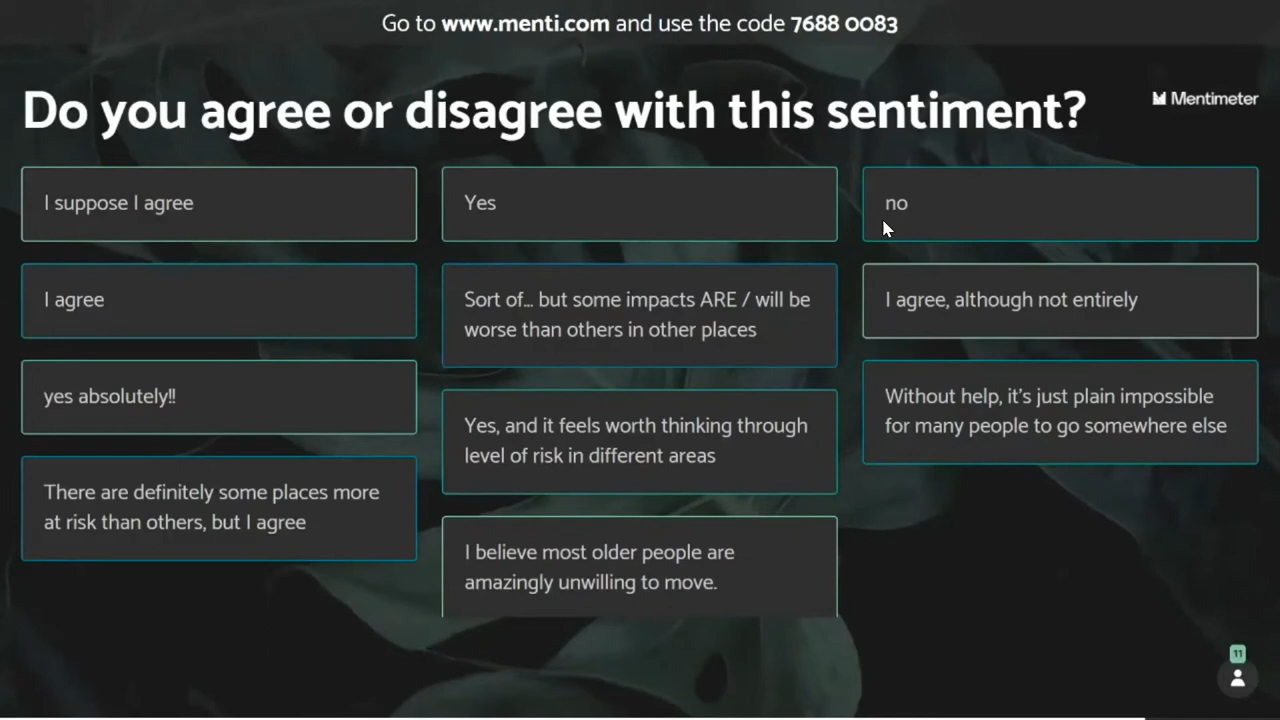 Go to www.menti.com and use the code 7688 0083
Do you agree or disagree with this sentiment?
Mentimeter
I suppose I agree
I agree
yes absolutely!!
There are definitely some places more
at risk than others, but I agree
Yes
Sort of... but some impacts ARE / will be
worse than others in other places
Yes, and it feels worth thinking through
level of risk in different areas
I believe most older people are
amazingly unwilling to move.
no
I agree, although not entirely
Without help, it's just plain impossible
for many people to go somewhere else
11